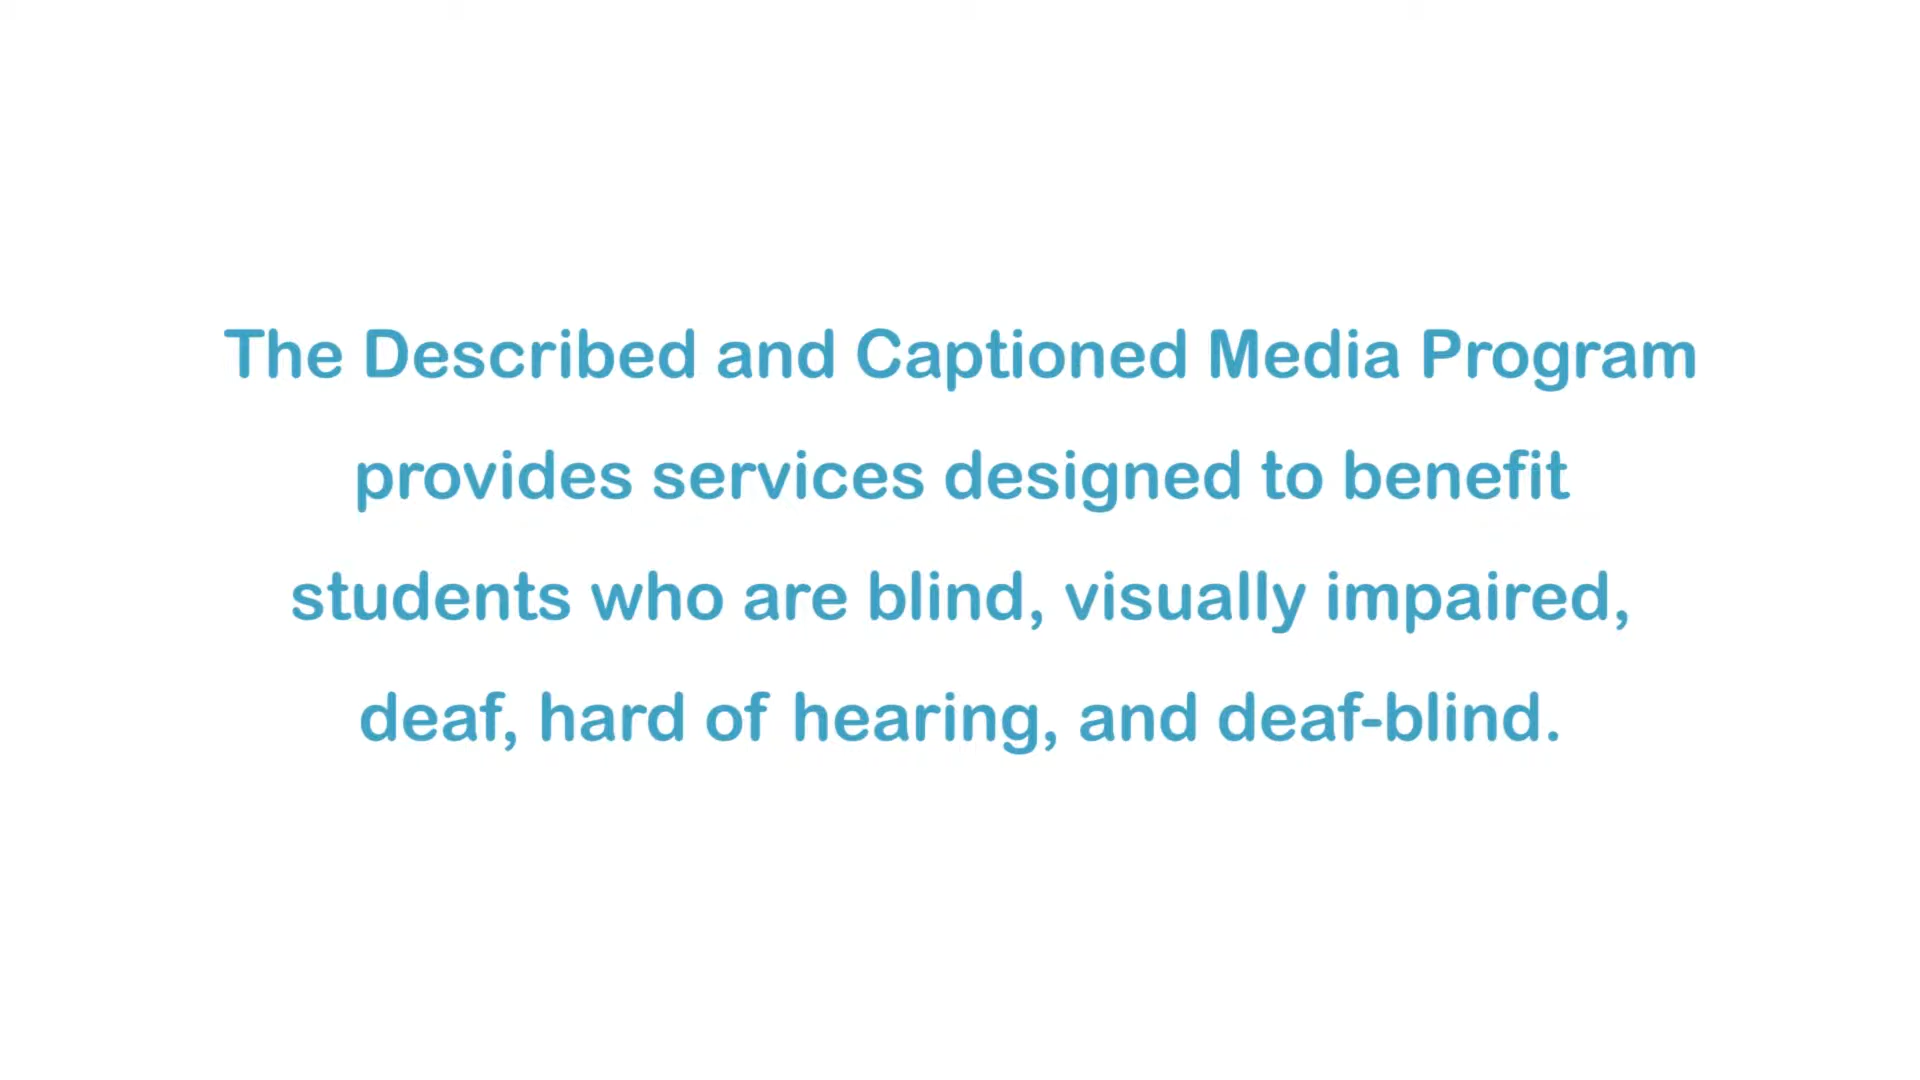 The Described and Captioned Media Program
provides services designed to benefit
students who are blind, visually impaired,
deaf, hard of hearing, and deaf-blind.